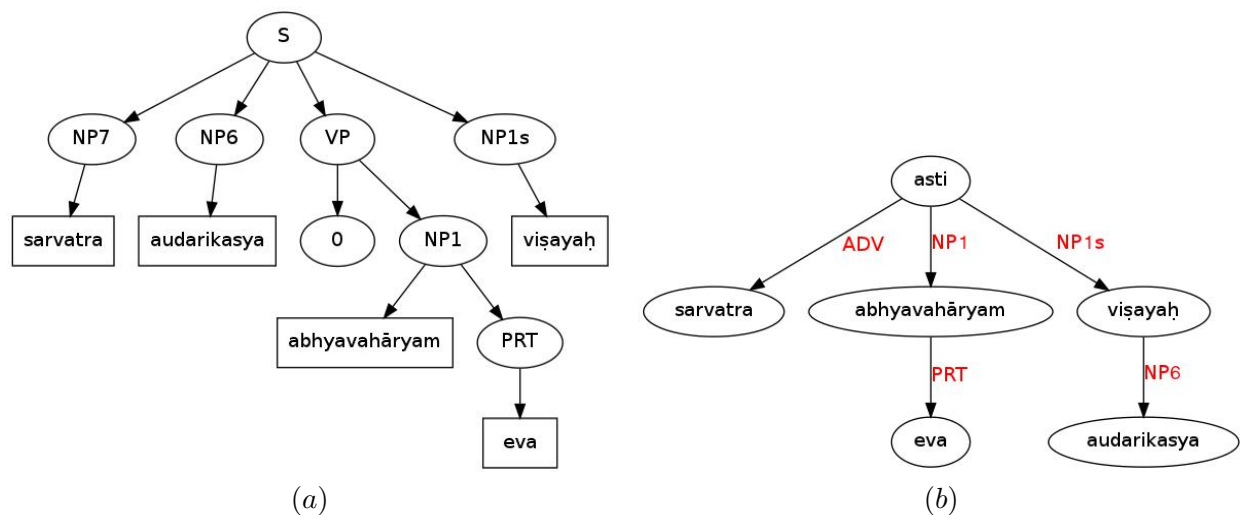 S
NP7 NP6 VP NP1s
sarvatra audarikasya 0 NP1 viṣayaḥ
abhyavahāryam PRT
eva
(a)
asti
ADV NP1 NP1s
sarvatra abhyavahāryam viṣayaḥ
PRT NP6
eva audarikasya
(b)